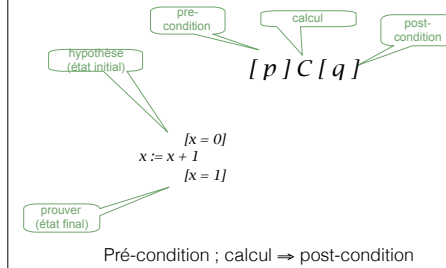 pre-
condition
calcul
post-
condition
hypothèse
(état initial)
[ p ] C [ q ]
[x = 0]
x := x + 1
[x = 1]
prouver
(état final)
Pré-condition ; calcul ⇒ post-condition